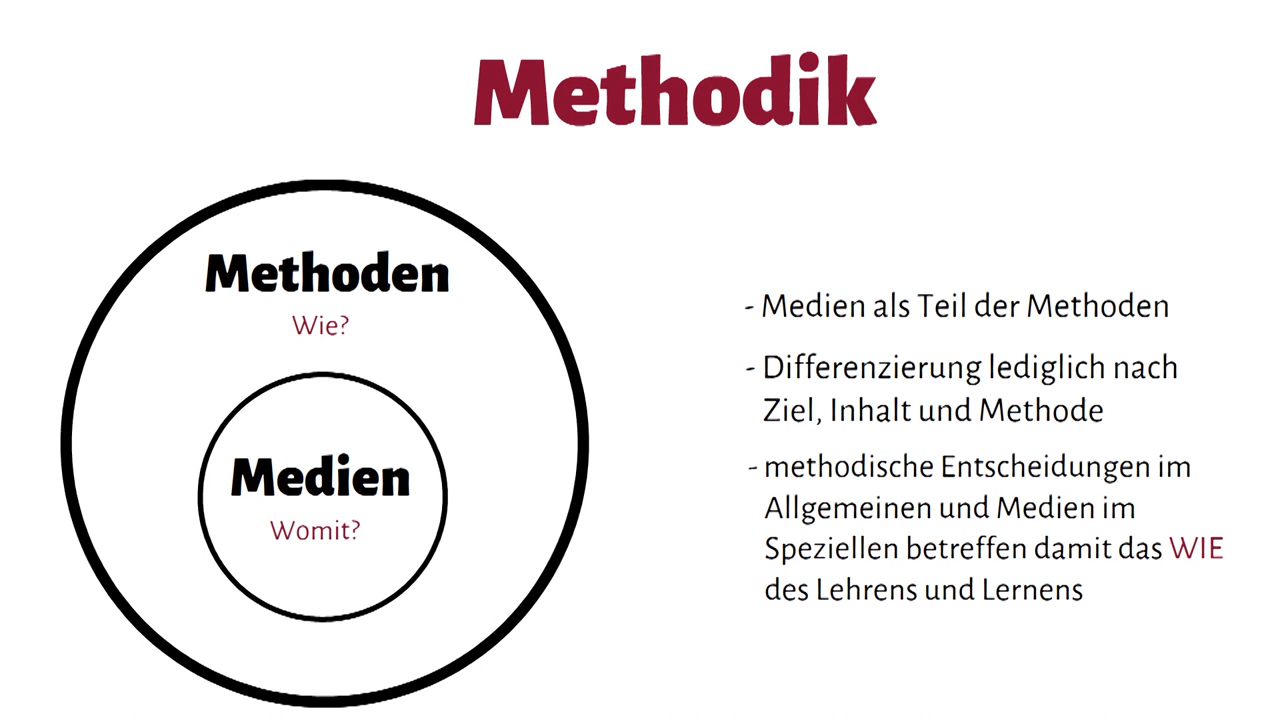 Methodik
Methoden
Wie?
Medien
Womit?
- Medien als Teil der Methoden
- Differenzierung lediglich nach
Ziel, Inhalt und Methode
- methodische Entscheidungen im
Allgemeinen und Medien im
Speziellen betreffen damit das WIE
des Lehrens und Lernens